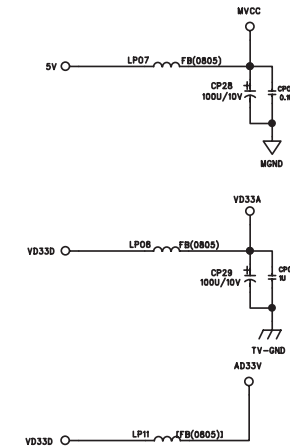 MVCC
5V
LP07
FB(0805)
CP28
100U/10V
MGND
VD33A
VD33D
LP08
FB(0805)
CP29
100U/10V
1U
TV-GND
AD33V
VD33D
LP11
[FB(0805)]